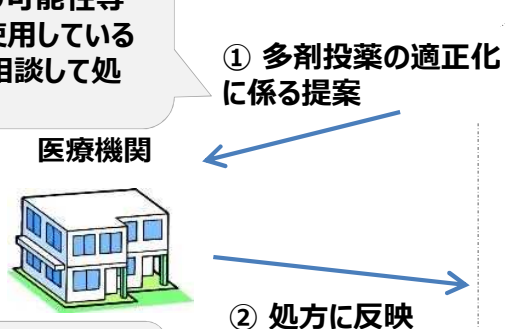 可能性等
使用している
相談して処
① 多剤投薬の適正化
に係る提案
医療機関
② 処方に反映